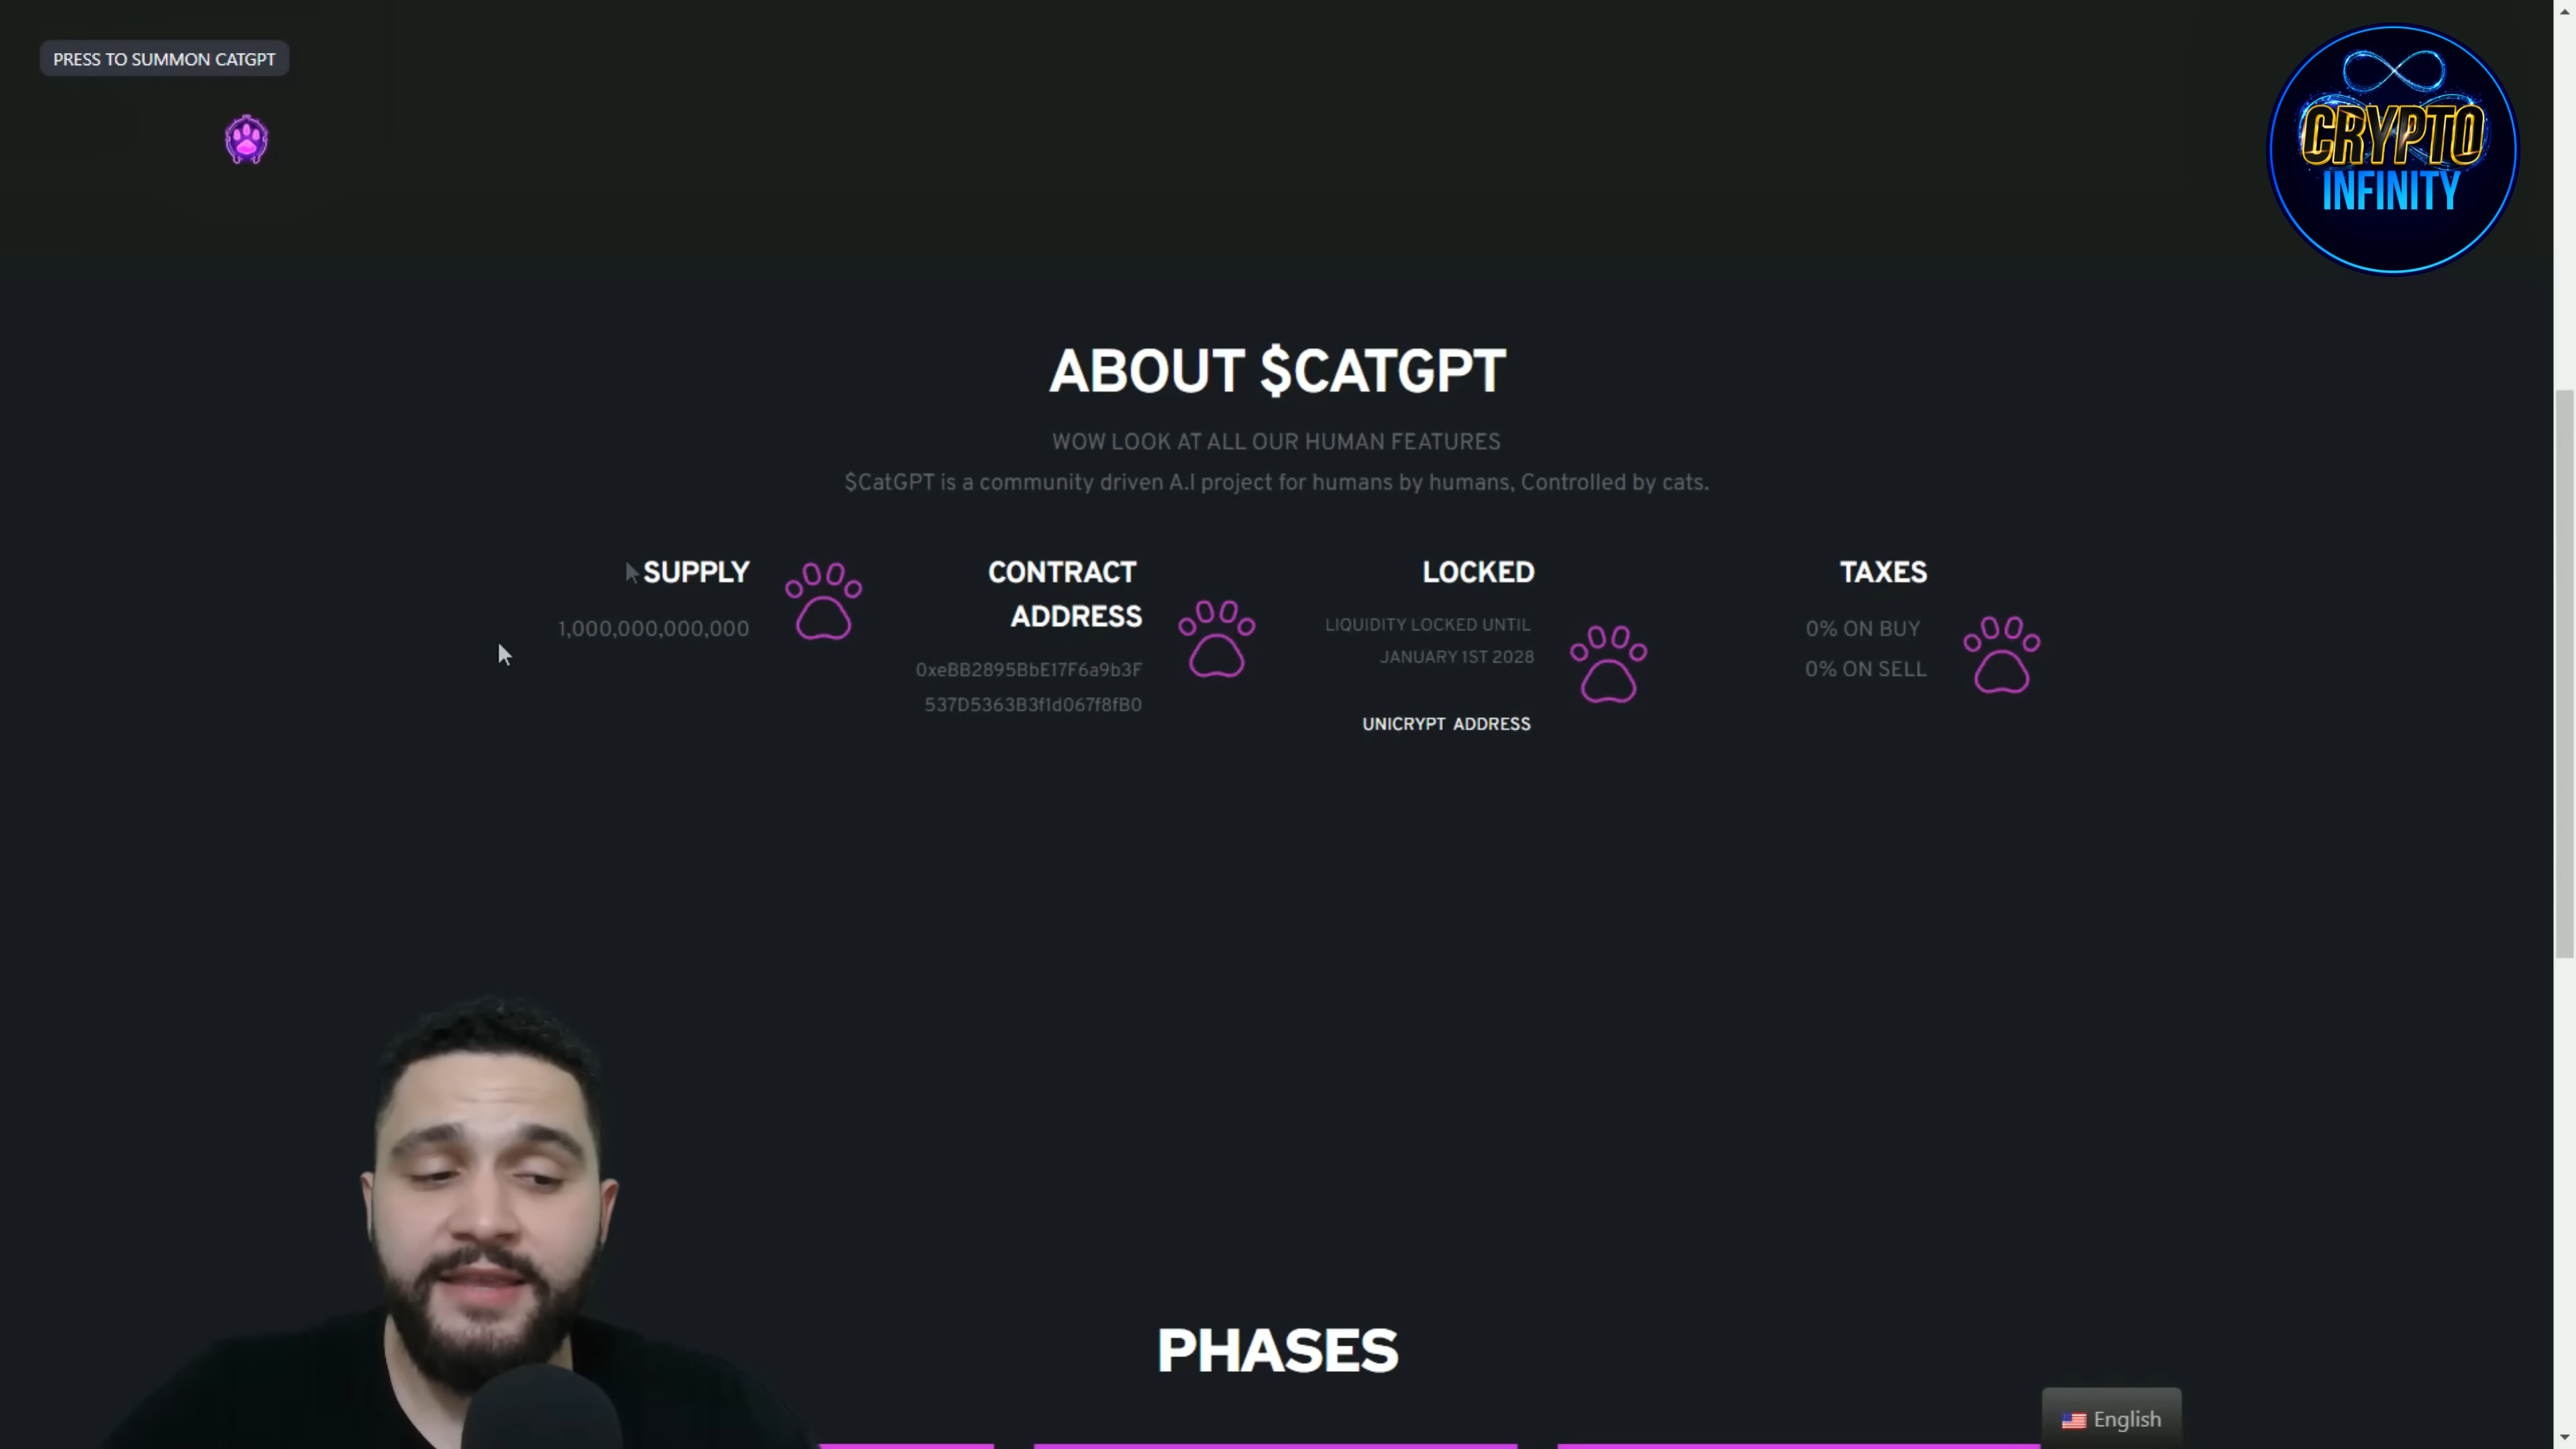 PRESS TO SUMMON CATGPT
CRYPTO
INFINITY
ABOUT $CATGPT
WOW LOOK AT ALL OUR HUMAN FEATURES
$CatGPT is a community driven A.I project for humans by humans, Controlled by cats.
SUPPLY
1,000,000,000,000
CONTRACT
ADDRESS
0xeBB2895BbE17F6a9b3F
537D5363B3f1d067f8fB0
LOCKED
LIQUIDITY LOCKED UNTIL
JANUARY 1ST 2028
UNICRYPT ADDRESS
TAXES
0% ON BUY
0% ON SELL
PHASES
English